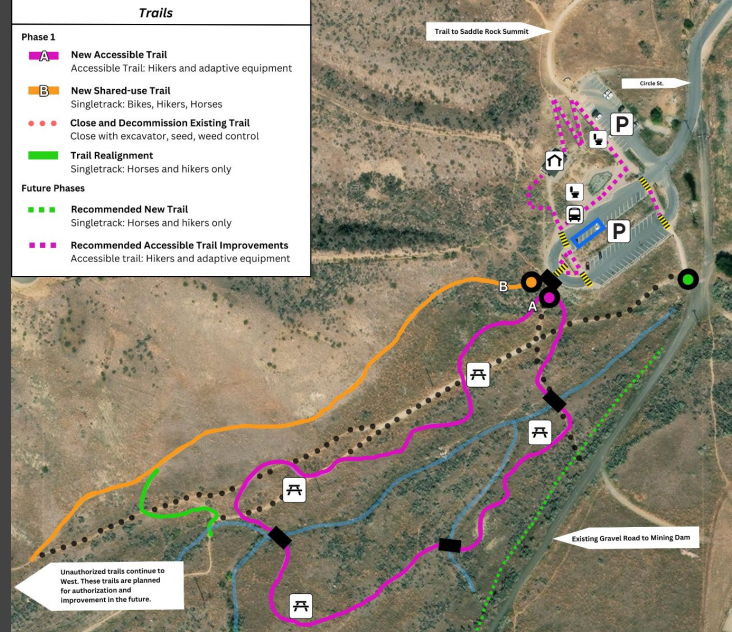 Trails
Phase 1
A
New Accessible Trail
Accessible Trail: Hikers and adaptive equipment
B
New Shared-use Trail
Singletrack: Bikes, Hikers, Horses
Close and Decommission Existing Trail
Close with excavator, seed, weed control
Trail Realignment
Singletrack: Horses and hikers only
Future Phases
Recommended New Trail
Singletrack: Horses and hikers only
Recommended Accessible Trail Improvements
Accessible trail: Hikers and adaptive equipment
Trail to Saddle Rock Summit
Circle St.
P
P
B
A
Existing Gravel Road to Mining Dam
Unauthorized trails continue to
West. These trails are planned
for authorization and
improvement in the future.